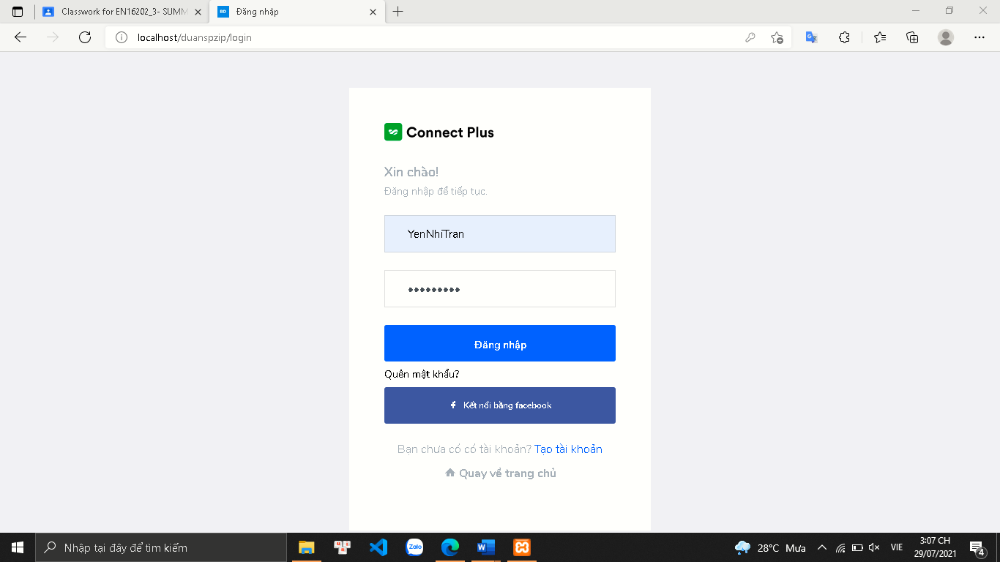 Classwork for EN16202_3- SUMM
BD
Đăng nhập
localhost/duanspzip/login
Connect Plus
Xin chào!
Đăng nhập để tiếp tục.
YenNhiTran
•••••••••
Đăng nhập
Quên mật khẩu?
f Kết nối bằng facebook
Bạn chưa có có tài khoản? Tạo tài khoản
Quay về trang chủ
Nhập tại đây để tìm kiếm
Zalo
28°C Mưa
VIE
3:07 CH
29/07/2021
4